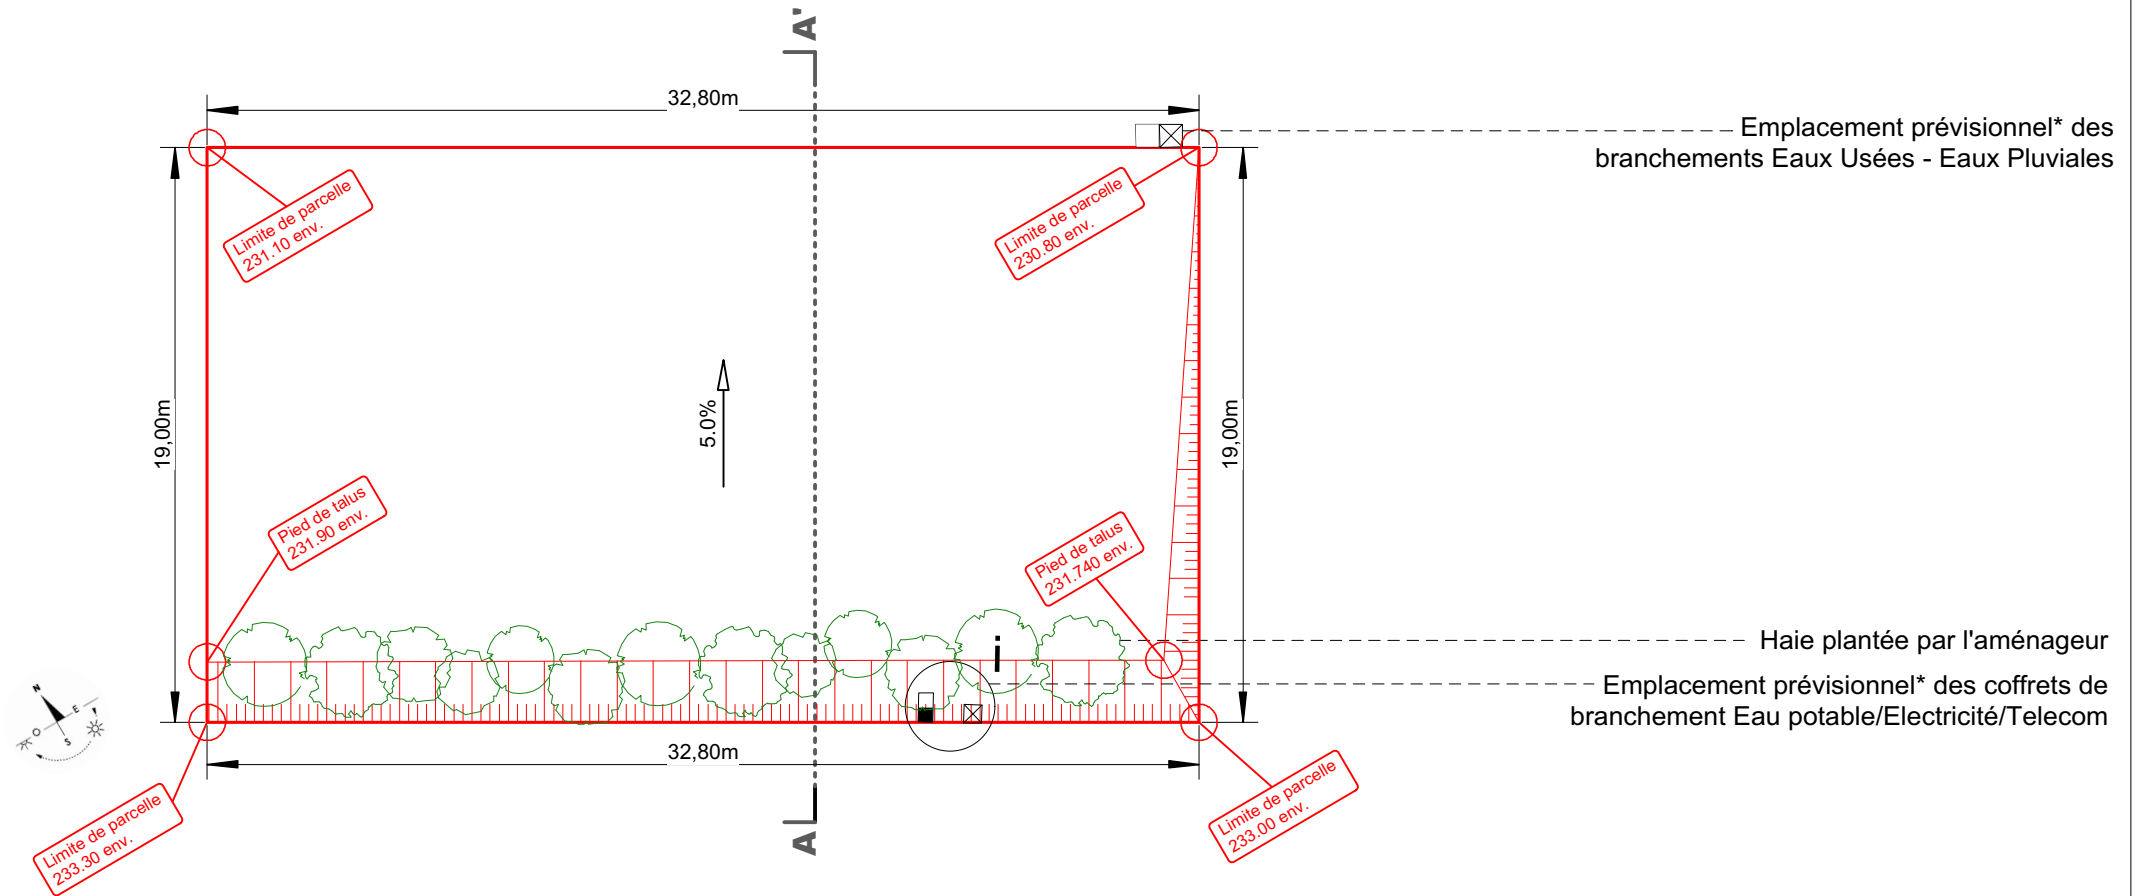 A'
32,80m
Emplacement prévisionnel* des
branchements Eaux Usées - Eaux Pluviales
Limite de parcelle
231.10 env.
Limite de parcelle
230.80 env.
19,00m
5.0%
19,00m
Pied de talus
231.90 env.
Pied de talus
231.740 env.
i
Haie plantée par l'aménageur
Emplacement prévisionnel* des coffrets de
branchement Eau potable/Electricité/Telecom
N
E
O
S
32,80m
Limite de parcelle
233.30 env.
A
Limite de parcelle
233.00 env.